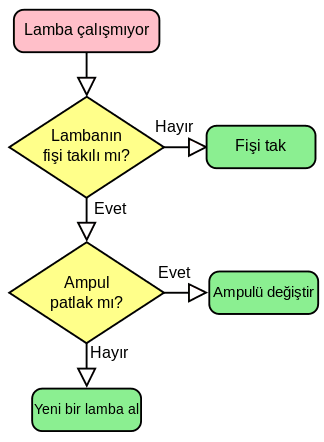 Lamba çalışmıyor
Lambanın
fişi takılı mı?
Hayır
Fişi tak
Evet
Ampul
patlak mı?
Evet
Ampulü değiştir
Hayır
Yeni bir lamba al